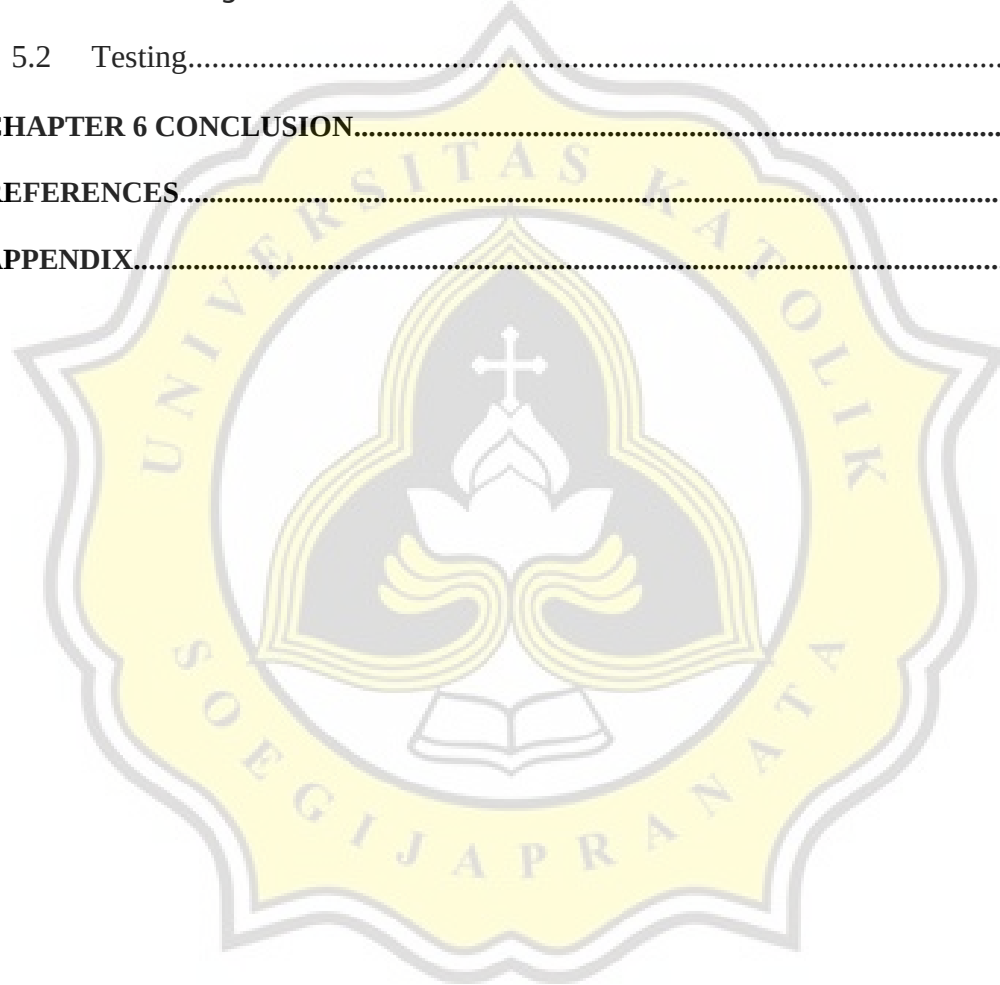 5.2 Testing................................................................................................
CHAPTER 6 CONCLUSION................................................................................
REFERENCES................................................................................................
APPENDIX................................................................................................
UNIVERSITAS KATOLIK
SOEGIJAPRANATA